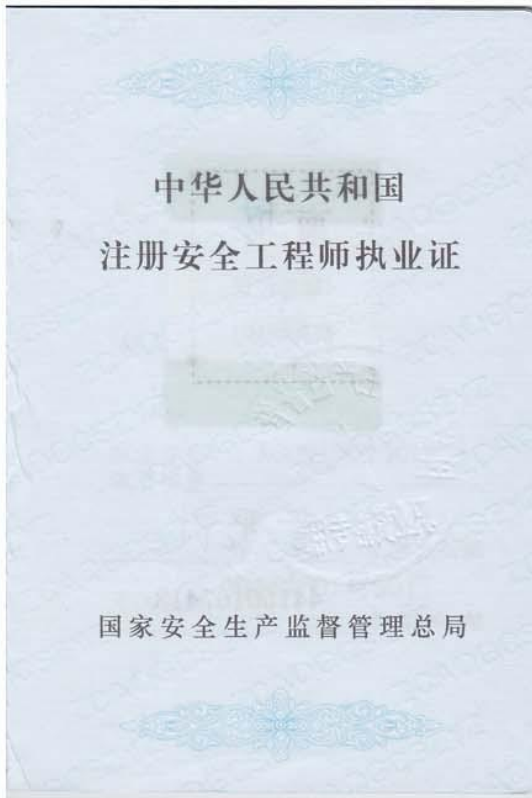 中华人民共和国
注册安全工程师执业证
国家安全生产监督管理总局